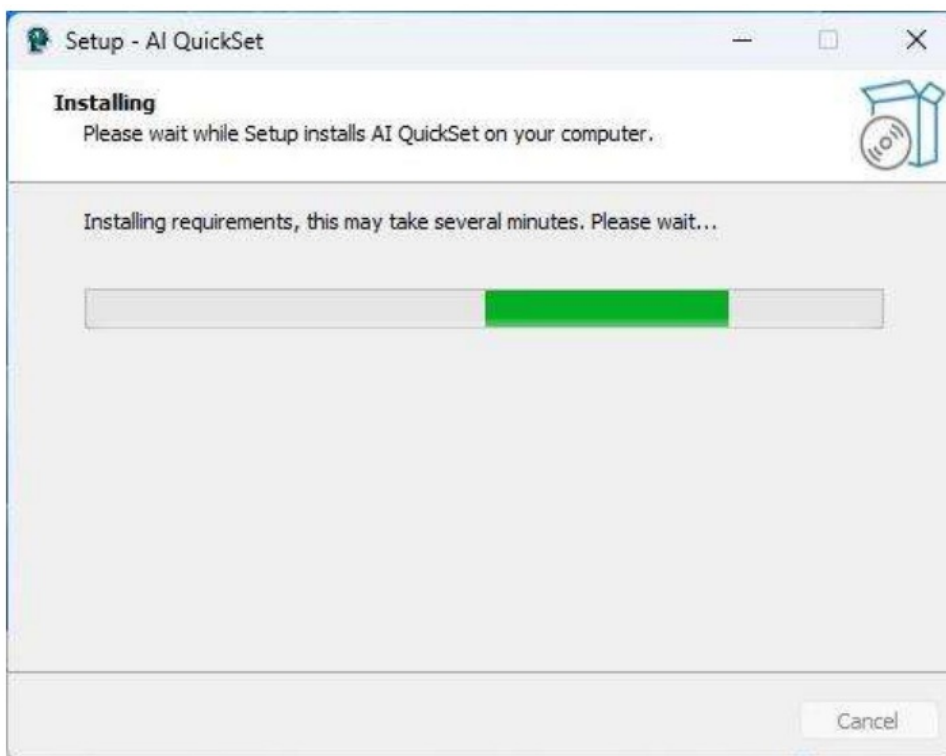 Setup - AI QuickSet
Installing
Please wait while Setup installs AI QuickSet on your computer.
Installing requirements, this may take several minutes. Please wait...
Cancel